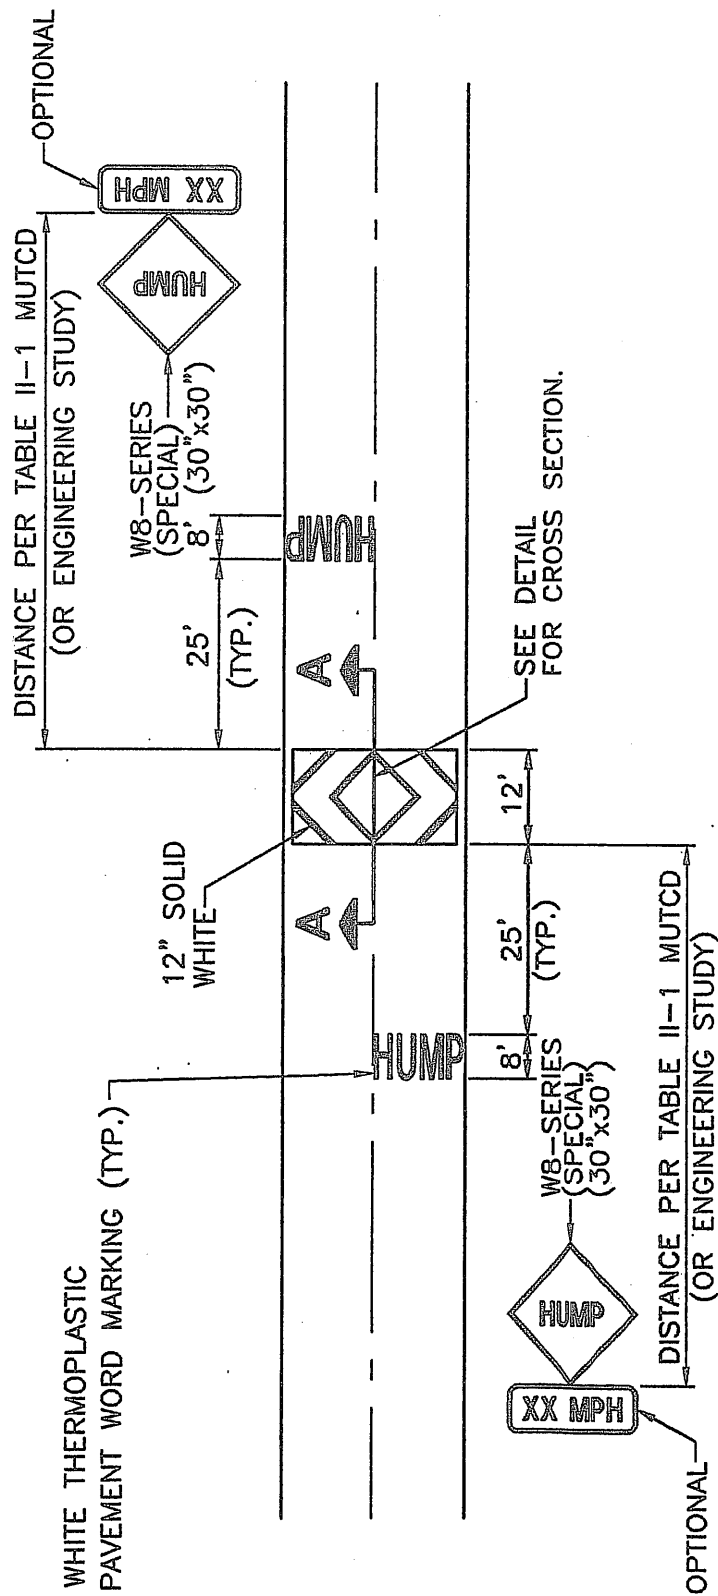 OPTIONAL
XX MPH
HUMP
DISTANCE PER TABLE II-1 MUTCD
(OR ENGINEERING STUDY)
W8-SERIES
(SPECIAL)
(30"x30")
8'
HUMP
25'
(TYP.)
A
SEE DETAIL
FOR CROSS SECTION.
12'
12" SOLID
WHITE
A
25'
(TYP.)
8'
HUMP
WHITE THERMOPLASTIC
PAVEMENT WORD MARKING (TYP.)
W8-SERIES
(SPECIAL)
(30"x30")
DISTANCE PER TABLE II-1 MUTCD
(OR ENGINEERING STUDY)
HUMP
XX MPH
OPTIONAL